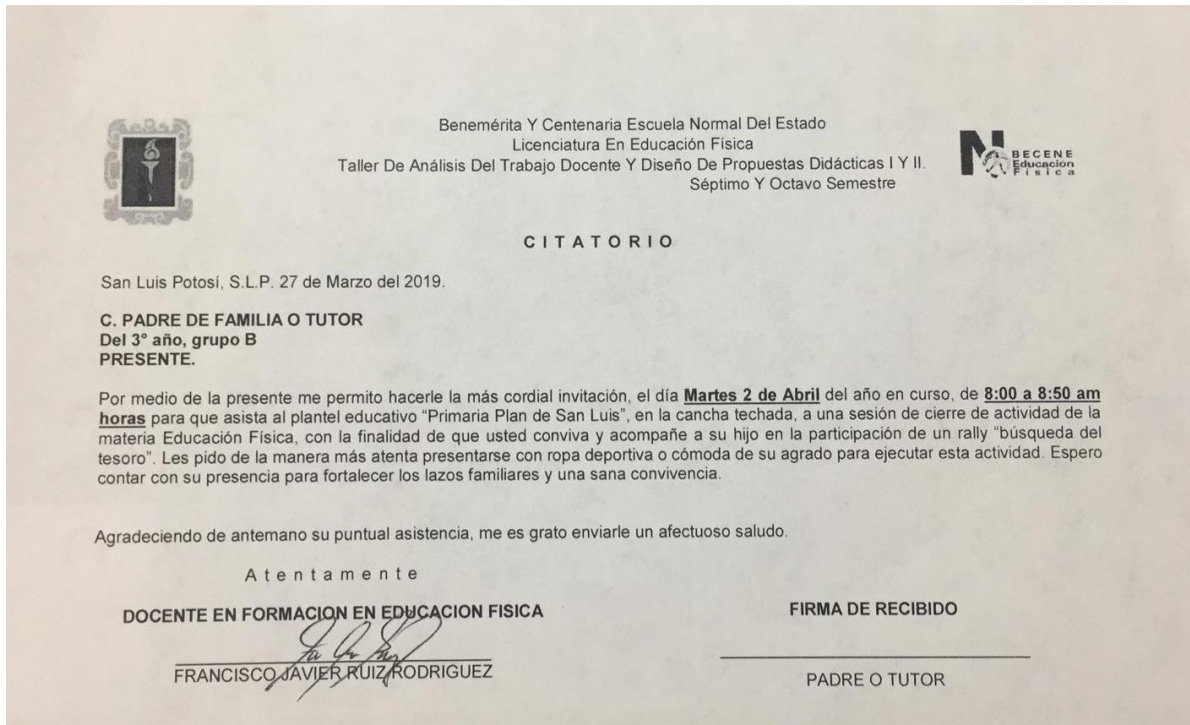 Benemérita Y Centenaria Escuela Normal Del Estado
Licenciatura En Educación Física
Taller De Análisis Del Trabajo Docente Y Diseño De Propuestas Didácticas I Y II.
Séptimo Y Octavo Semestre
BECENE
Educación
Física
CITATORIO
San Luis Potosí, S.L.P. 27 de Marzo del 2019.
C. PADRE DE FAMILIA O TUTOR
Del 3° año, grupo B
PRESENTE.
Por medio de la presente me permito hacerle la más cordial invitación, el día Martes 2 de Abril del año en curso, de 8:00 a 8:50 am
horas para que asista al plantel educativo “Primaria Plan de San Luis”, en la cancha techada, a una sesión de cierre de actividad de la
materia Educación Física, con la finalidad de que usted conviva y acompañe a su hijo en la participación de un rally “búsqueda del
tesoro”. Les pido de la manera más atenta presentarse con ropa deportiva o cómoda de su agrado para ejecutar esta actividad. Espero
contar con su presencia para fortalecer los lazos familiares y una sana convivencia.
Agradeciendo de antemano su puntual asistencia, me es grato enviarle un afectuoso saludo.
Atentamente
DOCENTE EN FORMACION EN EDUCACION FISICA
FRANCISCO JAVIER RUIZ RODRIGUEZ
FIRMA DE RECIBIDO
PADRE O TUTOR